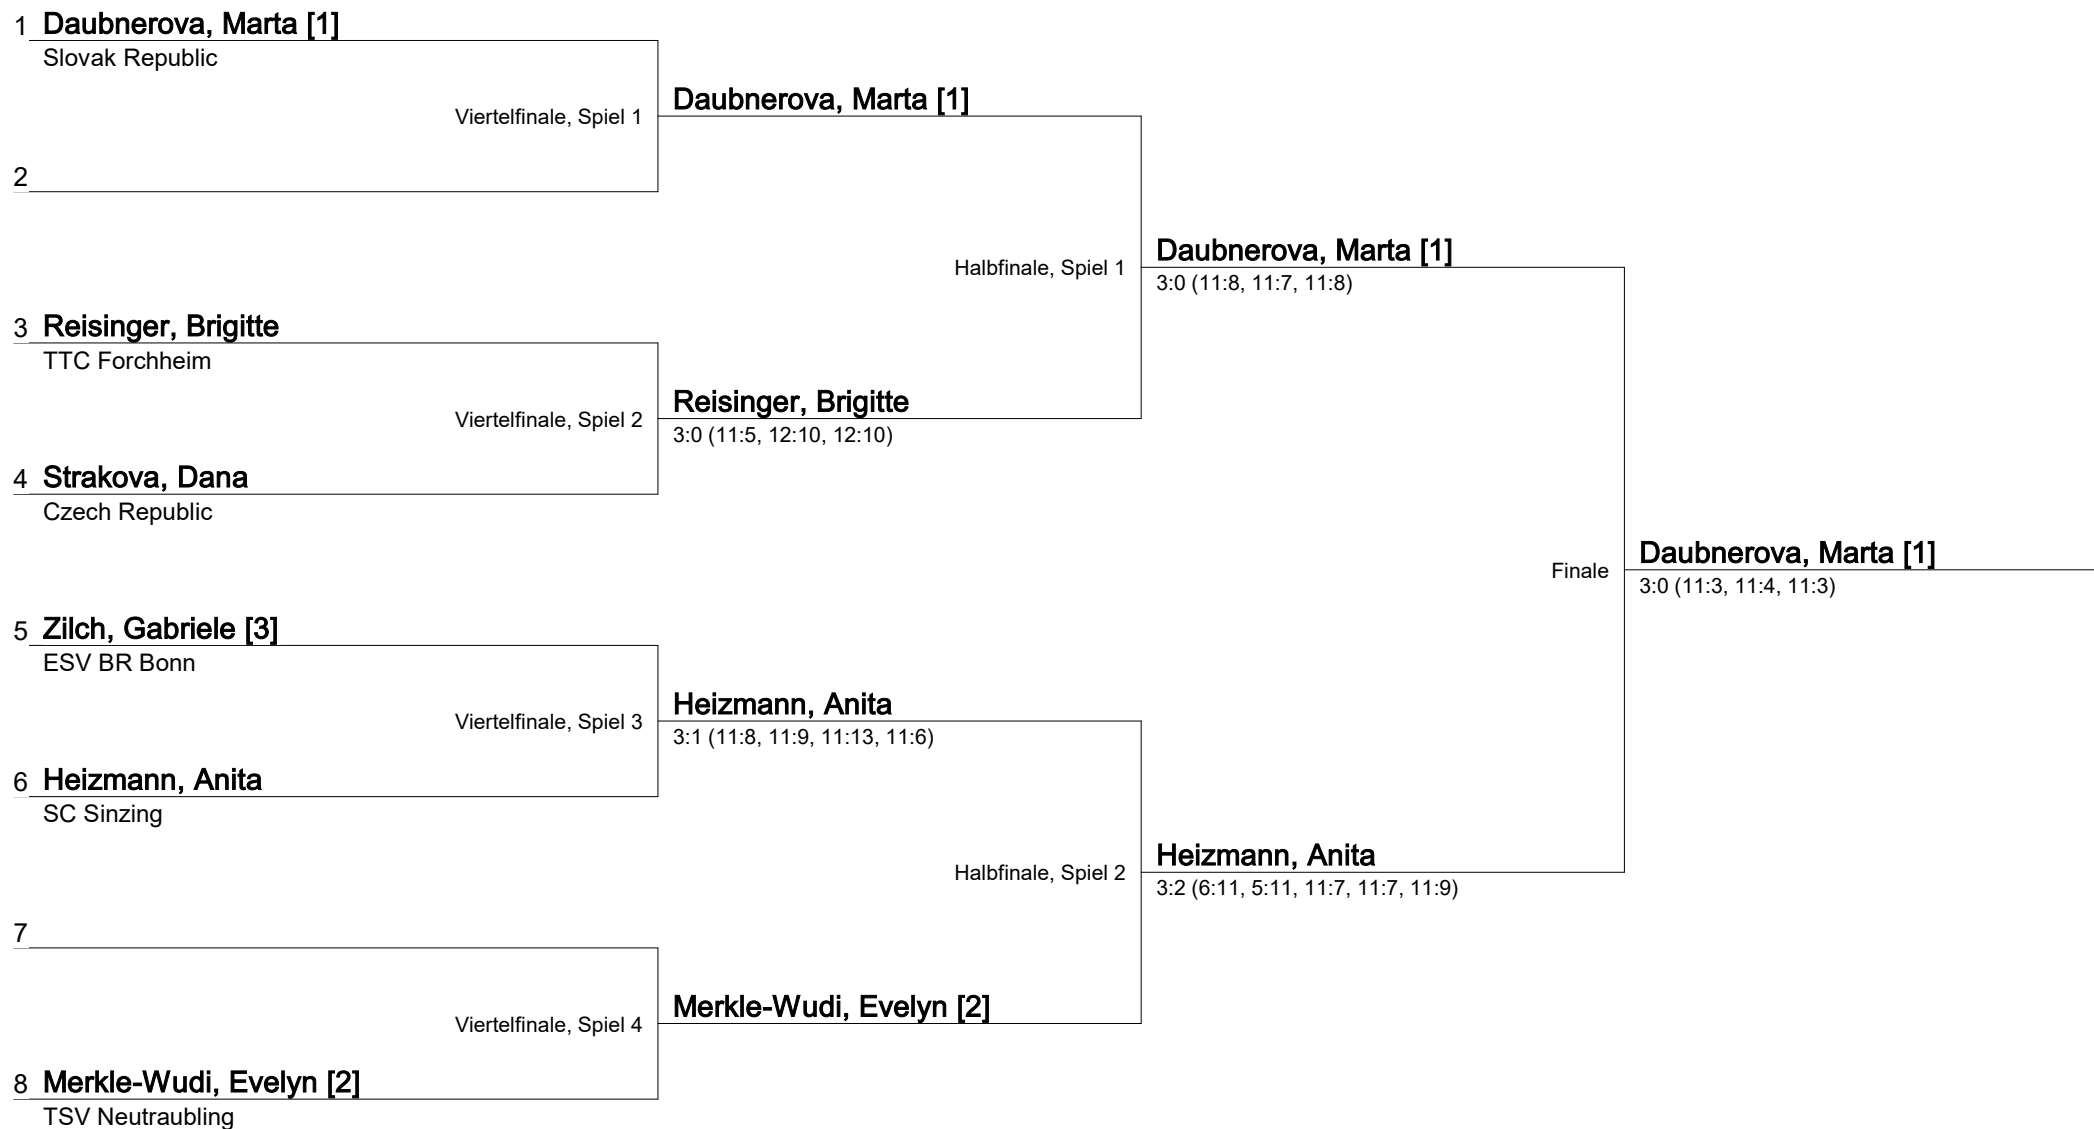 1 Daubnerova, Marta [1]
Slovak Republic
Daubnerova, Marta [1]
Viertelfinale, Spiel 1
2
Daubnerova, Marta [1]
Halbfinale, Spiel 1
3:0 (11:8, 11:7, 11:8)
3 Reisinger, Brigitte
TTC Forchheim
Reisinger, Brigitte
Viertelfinale, Spiel 2
3:0 (11:5, 12:10, 12:10)
4 Strakova, Dana
Czech Republic
Daubnerova, Marta [1]
Finale
3:0 (11:3, 11:4, 11:3)
5 Zilch, Gabriele [3]
ESV BR Bonn
Heizmann, Anita
Viertelfinale, Spiel 3
3:1 (11:8, 11:9, 11:13, 11:6)
6 Heizmann, Anita
SC Sinzing
Heizmann, Anita
Halbfinale, Spiel 2
3:2 (6:11, 5:11, 11:7, 11:7, 11:9)
7
Merkle-Wudi, Evelyn [2]
Viertelfinale, Spiel 4
8 Merkle-Wudi, Evelyn [2]
TSV Neutraubling